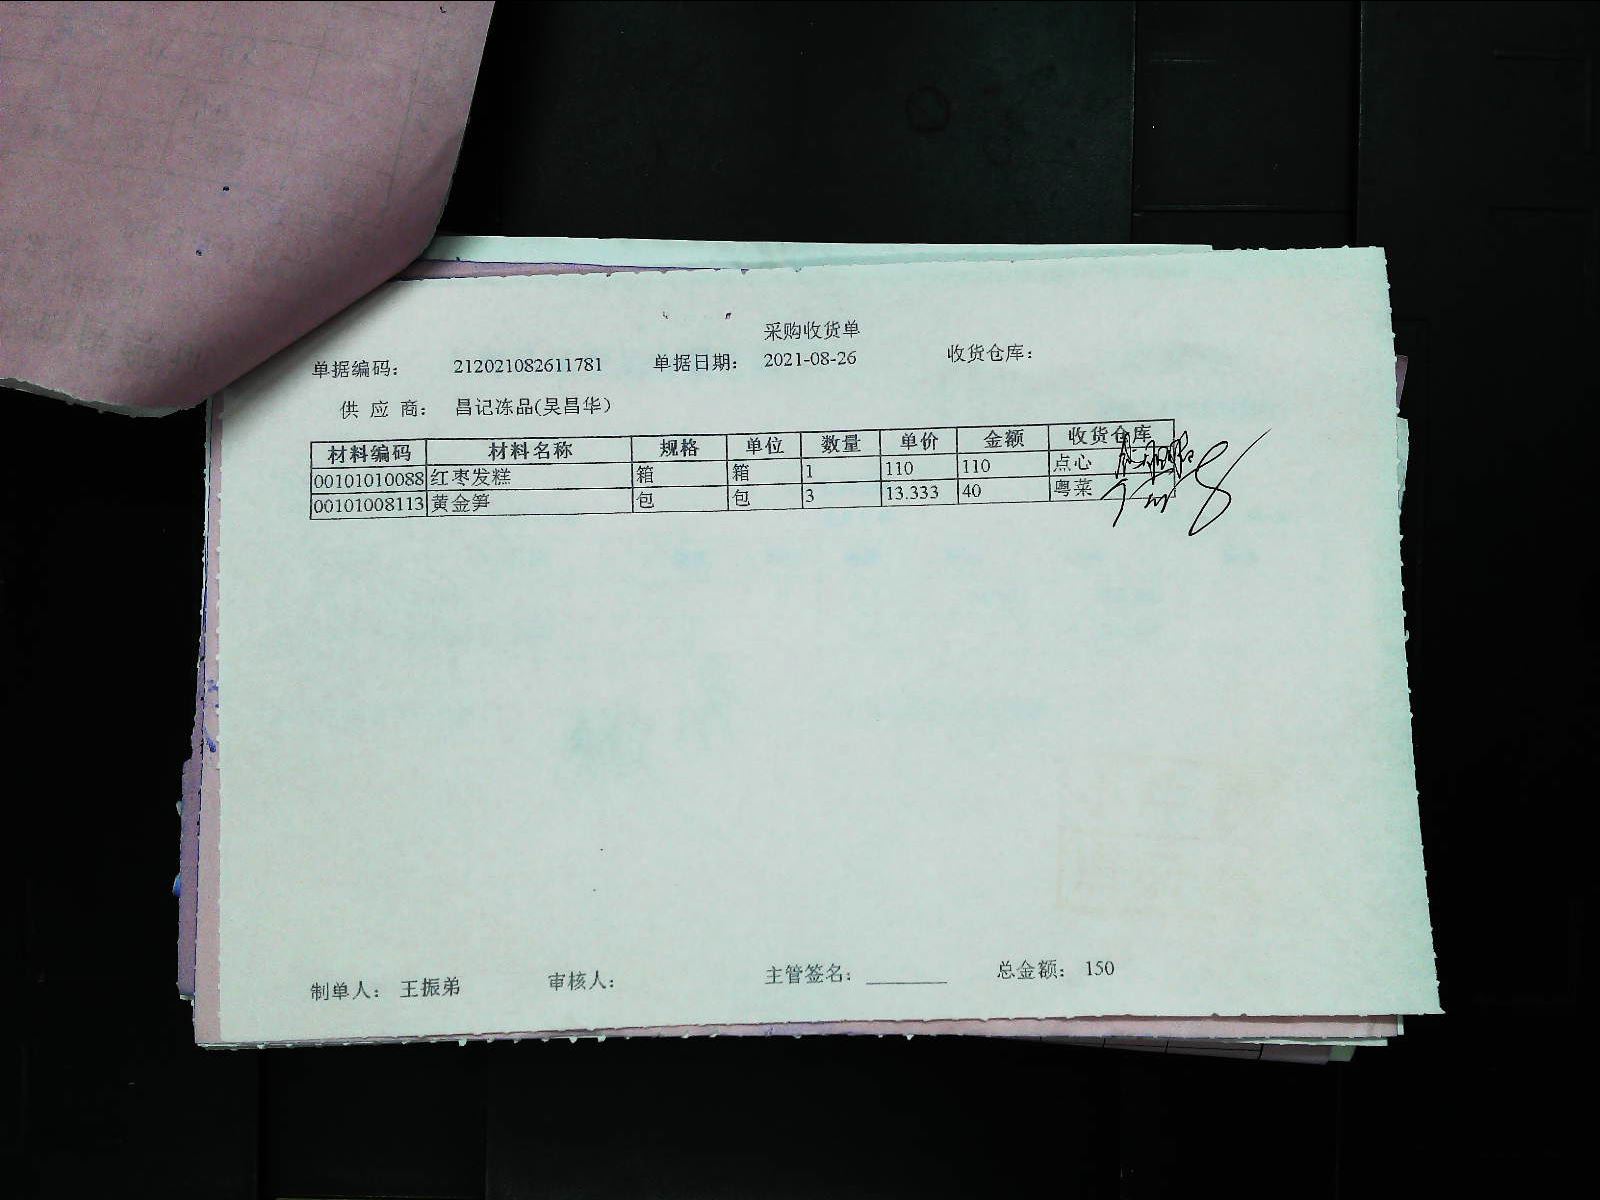 采购收货单
单据编码： 212021082611781 单据日期： 2021-08-26 收货仓库：
供 应 商： 昌记冻品(吴昌华)
材料编码 材料名称 规格 单位 数量 单价 金额 收货仓库
00101010088 红枣发糕 箱 箱 1 110 110 点心
00101008113 黄金笋 包 包 3 13.333 40 粤菜
制单人： 王振弟 审核人： 主管签名： ________ 总金额： 150